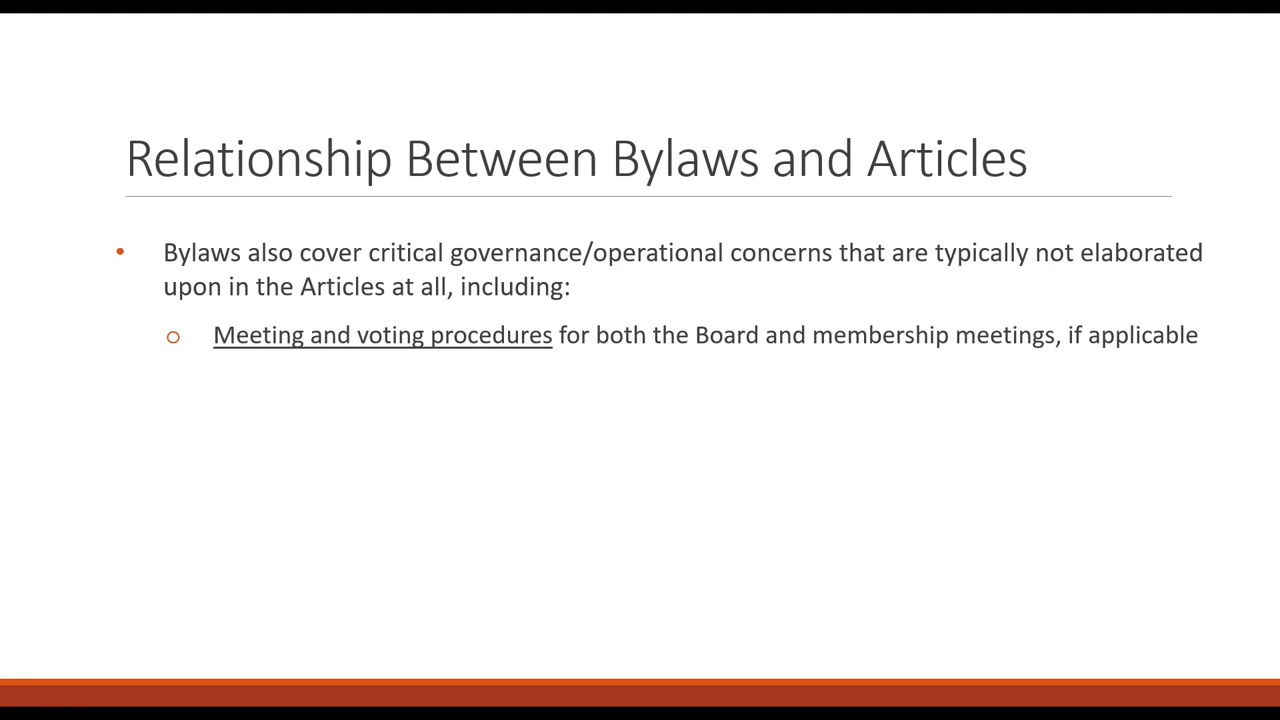 Relationship Between Bylaws and Articles
• Bylaws also cover critical governance/operational concerns that are typically not elaborated
upon in the Articles at all, including:
o Meeting and voting procedures for both the Board and membership meetings, if applicable